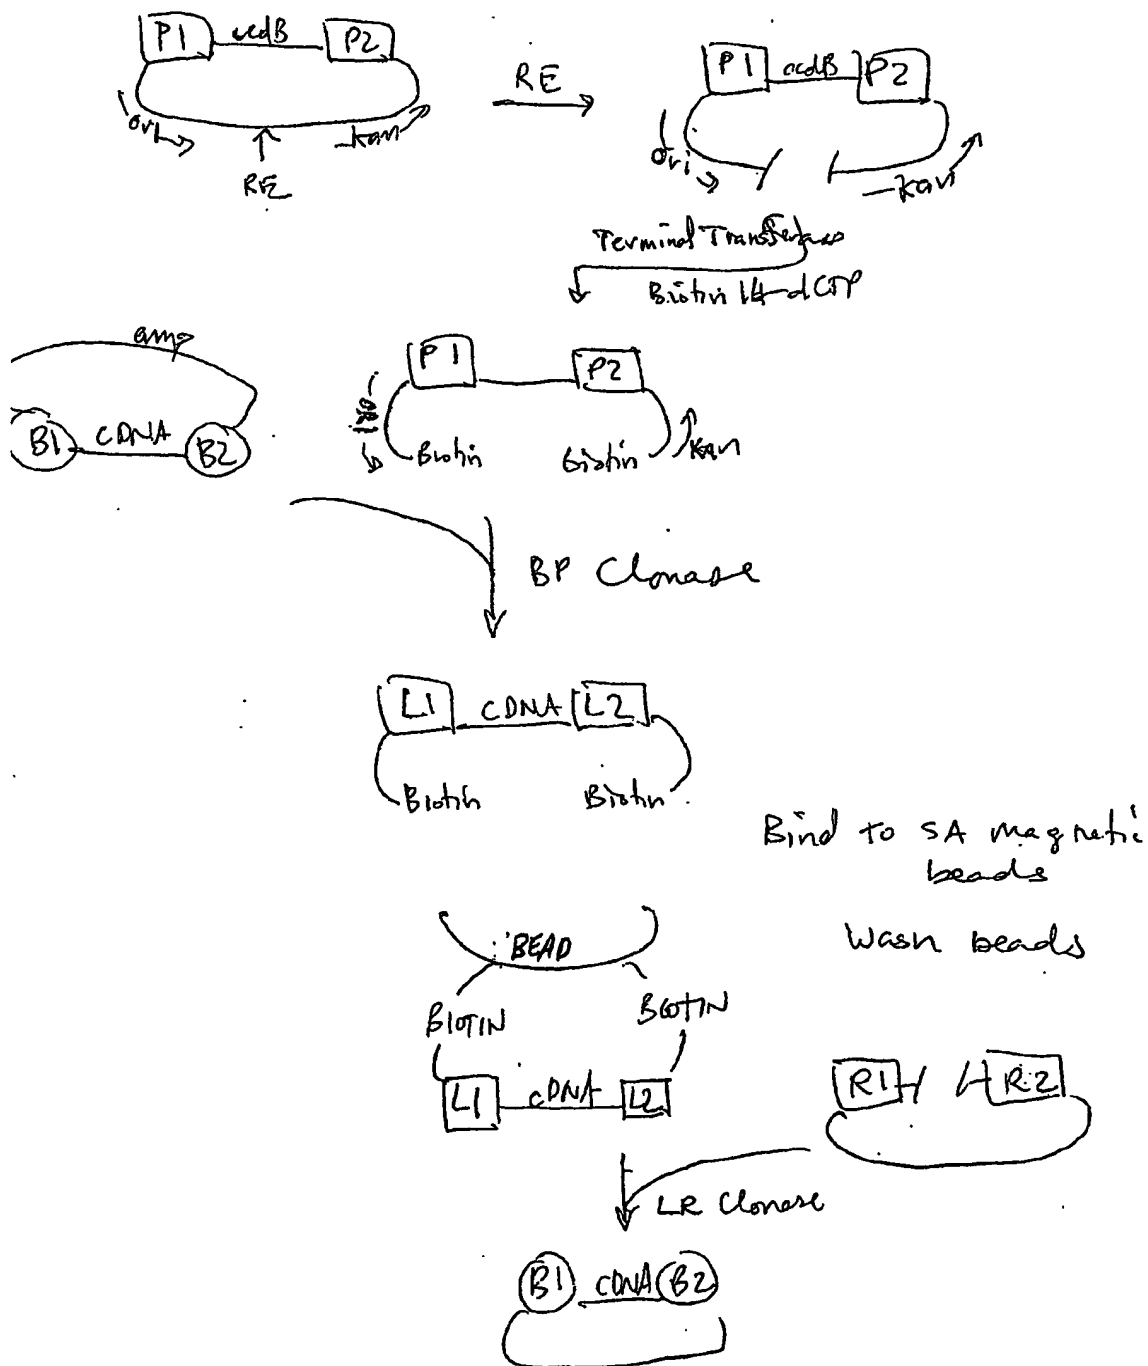 P1 ccdB P2
ori kan
RE
RE
P1 ccdB P2
ori kan
Terminal Transferase
Biotin 14-dCTP
amp
B1 cDNA B2
P1 P2
ori Biotin Biotin kan
BP Clonase
L1 cDNA L2
Biotin Biotin
Bind to SA magnetic
beads
Wash beads
BEAD
BIOTIN BIOTIN
L1 cDNA L2
R1 R2
LR Clonase
B1 cDNA B2